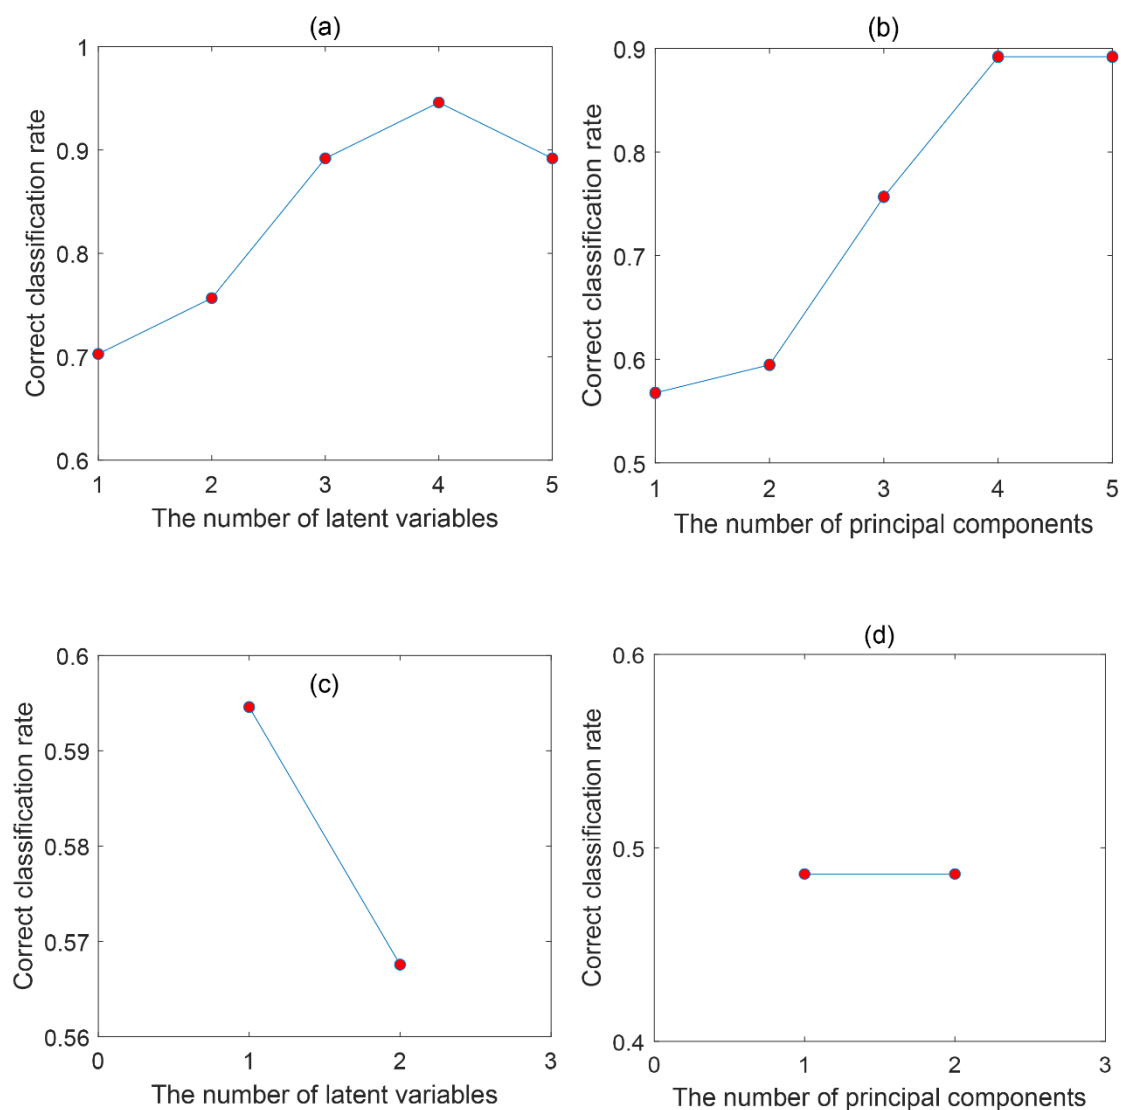 (a)
1
0.9
0.8
0.7
0.6
1 2 3 4 5
Correct classification rate
The number of latent variables
(b)
0.9
0.8
0.7
0.6
0.5
1 2 3 4 5
Correct classification rate
The number of principal components
(c)
0.6
0.59
0.58
0.57
0.56
0 1 2 3
Correct classification rate
The number of latent variables
(d)
0.6
0.5
0.4
0 1 2 3
Correct classification rate
The number of principal components